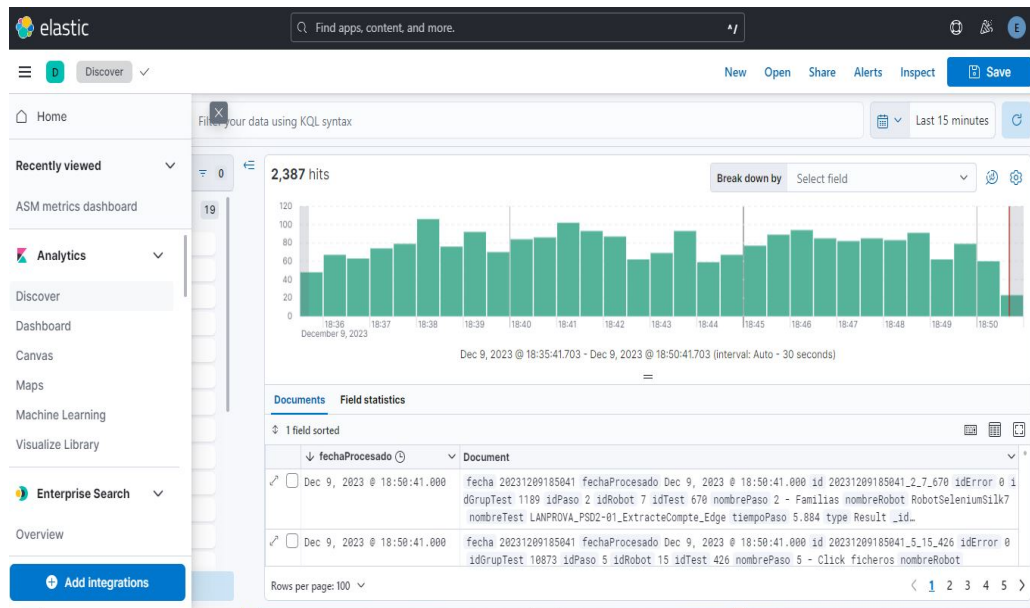 elastic
Find apps, content, and more.
^/
E
D
Discover
New
Open
Share
Alerts
Inspect
Save
Home
Recently viewed
ASM metrics dashboard
Analytics
Discover
Dashboard
Canvas
Maps
Machine Learning
Visualize Library
Enterprise Search
Overview
Add integrations
X
Filter your data using KQL syntax
Last 15 minutes
0
19
2,387 hits
Break down by
Select field
120
100
80
60
40
20
0
18:36 18:37 18:38 18:39 18:40 18:41 18:42 18:43 18:44 18:45 18:46 18:47 18:48 18:49 18:50
December 9, 2023
Dec 9, 2023 @ 18:35:41.703 - Dec 9, 2023 @ 18:50:41.703 (interval: Auto - 30 seconds)
Documents Field statistics
1 field sorted
fechaProcesado Document
Dec 9, 2023 @ 18:50:41.000 fecha 20231209185041 fechaProcesado Dec 9, 2023 @ 18:50:41.000 id 20231209185041_2_7_670 idError 0 i
dGrupTest 1189 idPaso 2 idRobot 7 idTest 670 nombrePaso 2 - Familias nombreRobot RobotSeleniumSilk7
nombreTest LANPROVA_PSD2-01_ExtracteCompte_Edge tiempoPaso 5.884 type Result _id…
Dec 9, 2023 @ 18:50:41.000 fecha 20231209185041 fechaProcesado Dec 9, 2023 @ 18:50:41.000 id 20231209185041_5_15_426 idError 0
idGrupTest 10873 idPaso 5 idRobot 15 idTest 426 nombrePaso 5 - Click ficheros nombreRobot
Rows per page: 100
1 2 3 4 5